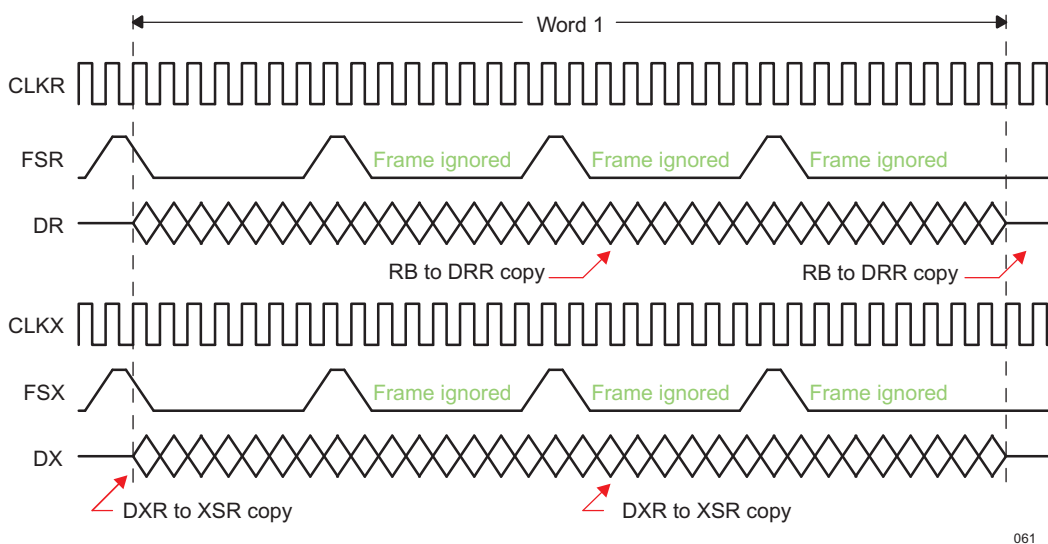 Word 1
CLKR
FSR Frame ignored Frame ignored Frame ignored
DR
RB to DRR copy RB to DRR copy
CLKX
FSX Frame ignored Frame ignored Frame ignored
DX
DXR to XSR copy DXR to XSR copy
061